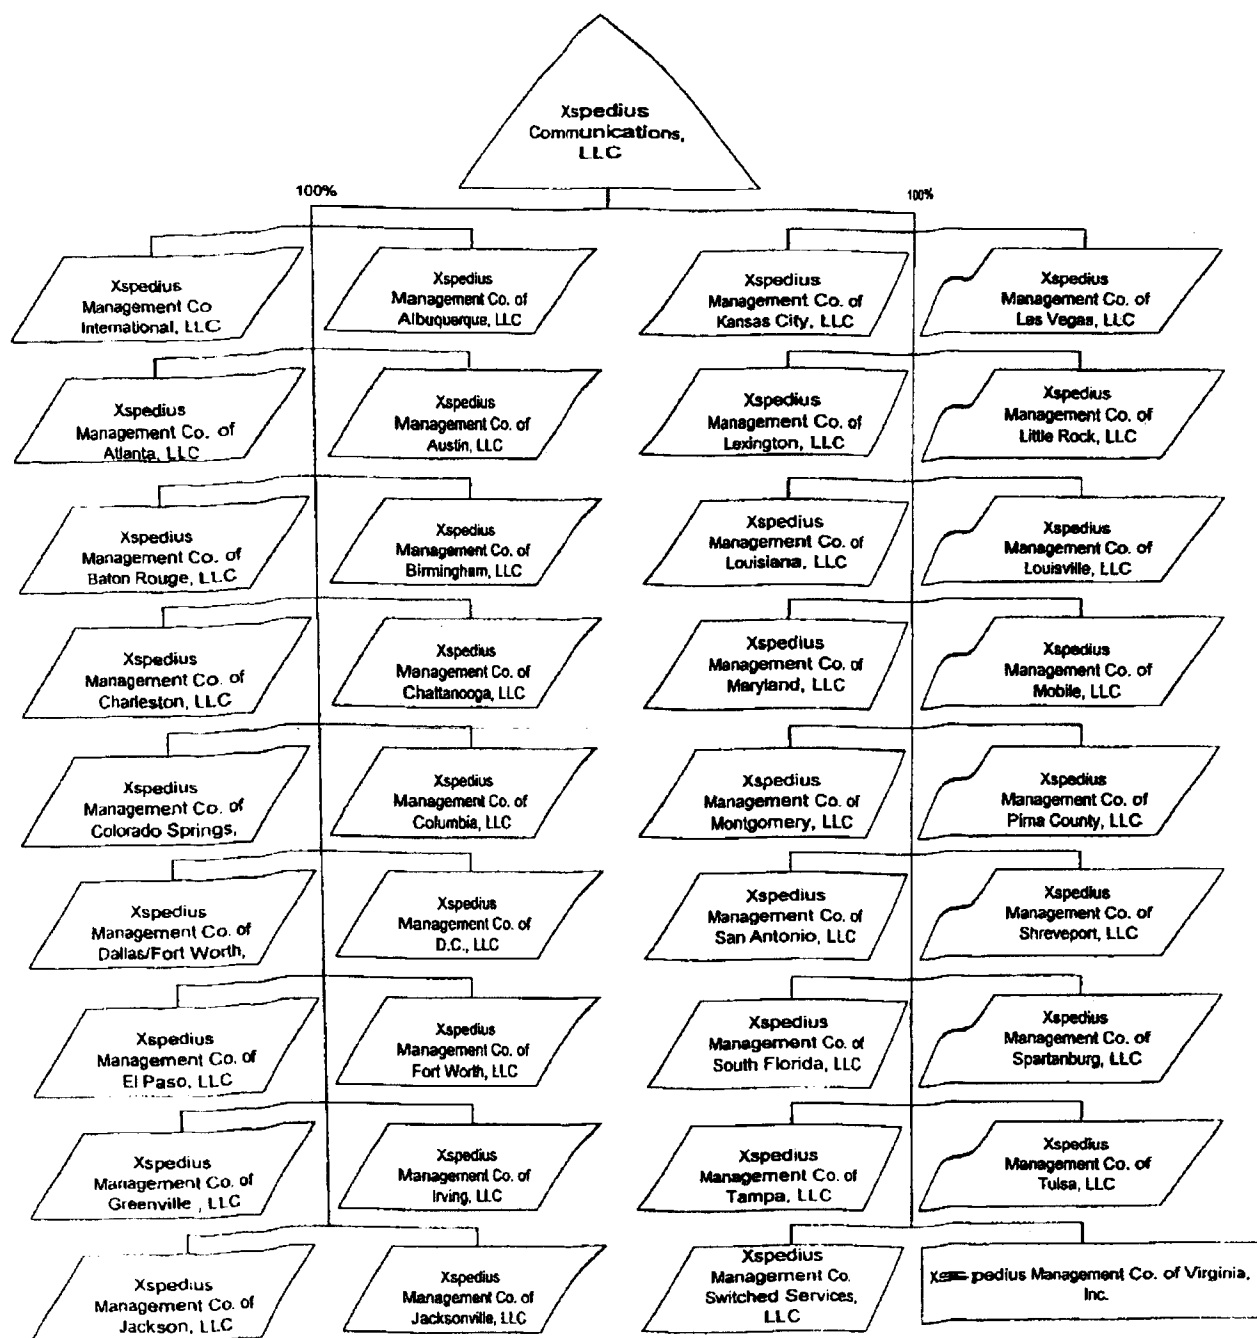 Xspedius
Communications,
LLC
100%
100%
Xspedius
Management Co
International, LLC
Xspedius
Management Co. of
Albuquerque, LLC
Xspedius
Management Co. of
Kansas City, LLC
Xspedius
Management Co. of
Las Vegas, LLC
Xspedius
Management Co. of
Atlanta, LLC
Xspedius
Management Co. of
Austin, LLC
Xspedius
Management Co. of
Lexington, LLC
Xspedius
Management Co. of
Little Rock, LLC
Xspedius
Management Co. of
Baton Rouge, LLC
Xspedius
Management Co. of
Birmingham, LLC
Xspedius
Management Co. of
Louisiana, LLC
Xspedius
Management Co. of
Louisville, LLC
Xspedius
Management Co. of
Charleston, LLC
Xspedius
Management Co. of
Chattanooga, LLC
Xspedius
Management Co. of
Maryland, LLC
Xspedius
Management Co. of
Mobile, LLC
Xspedius
Management Co. of
Colorado Springs,
Xspedius
Management Co. of
Columbia, LLC
Xspedius
Management Co. of
Montgomery, LLC
Xspedius
Management Co. of
Pima County, LLC
Xspedius
Management Co. of
Dallas/Fort Worth,
Xspedius
Management Co. of
D.C., LLC
Xspedius
Management Co. of
San Antonio, LLC
Xspedius
Management Co. of
Shreveport, LLC
Xspedius
Management Co. of
El Paso, LLC
Xspedius
Management Co. of
Fort Worth, LLC
Xspedius
Management Co. of
South Florida, LLC
Xspedius
Management Co. of
Spartanburg, LLC
Xspedius
Management Co. of
Greenville , LLC
Xspedius
Management Co. of
Irving, LLC
Xspedius
Management Co. of
Tampa, LLC
Xspedius
Management Co. of
Tulsa, LLC
Xspedius
Management Co. of
Jackson, LLC
Xspedius
Management Co. of
Jacksonville, LLC
Xspedius
Management Co.
Switched Services,
LLC
Xspedius Management Co. of Virginia,
Inc.